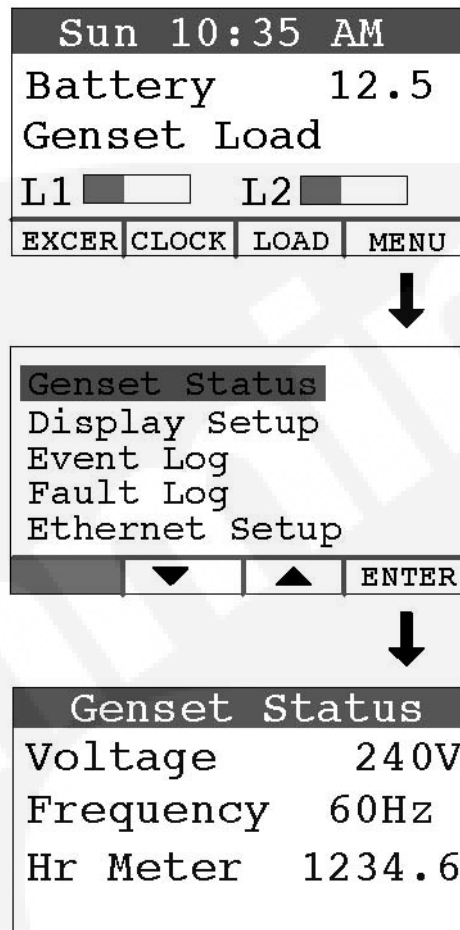 Sun 10:35 AM
Battery 12.5
Genset Load
L1 L2
EXCER CLOCK LOAD MENU
Genset Status
Display Setup
Event Log
Fault Log
Ethernet Setup
ENTER
Genset Status
Voltage 240V
Frequency 60Hz
Hr Meter 1234.6